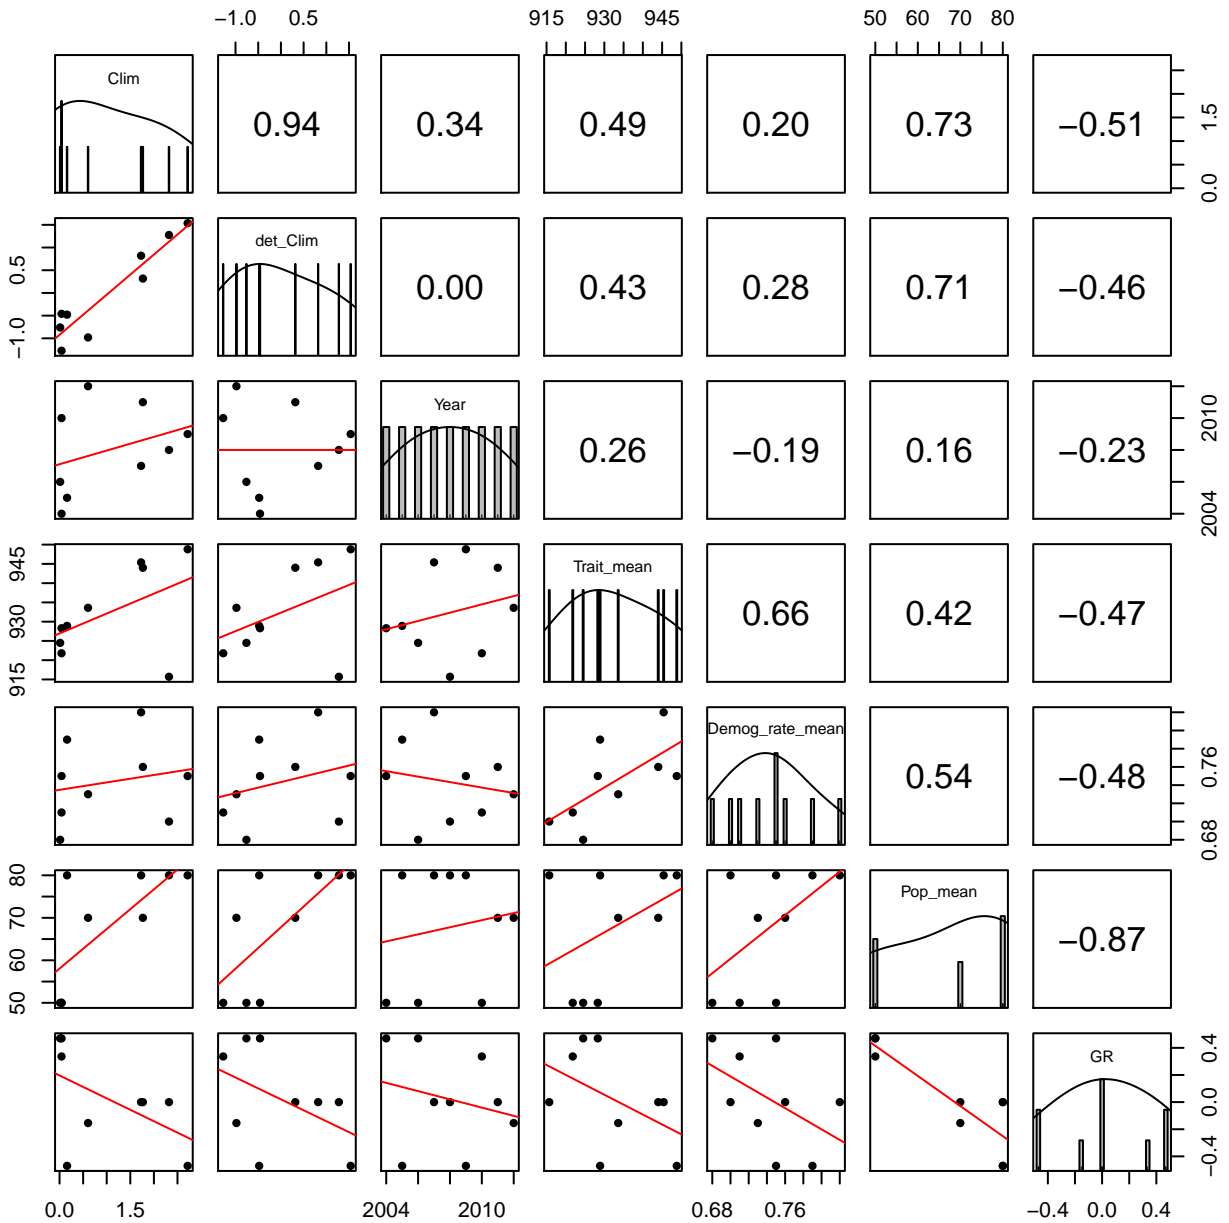 −1.0 0.5 915 930 945 50 60 70 80
Clim
0.94 0.34 0.49 0.20 0.73 −0.51
0.0 1.5
det_Clim
−1.0 0.5
0.00 0.43 0.28 0.71 −0.46
Year
0.26 −0.19 0.16 −0.23
2004 2010
Trait_mean
915 930 945
0.66 0.42 −0.47
Demog_rate_mean
0.54 −0.48
0.68 0.76
Pop_mean
50 60 70 80
−0.87
GR
−0.4 0.0 0.4
0.0 1.5 2004 2010 0.68 0.76 −0.4 0.0 0.4